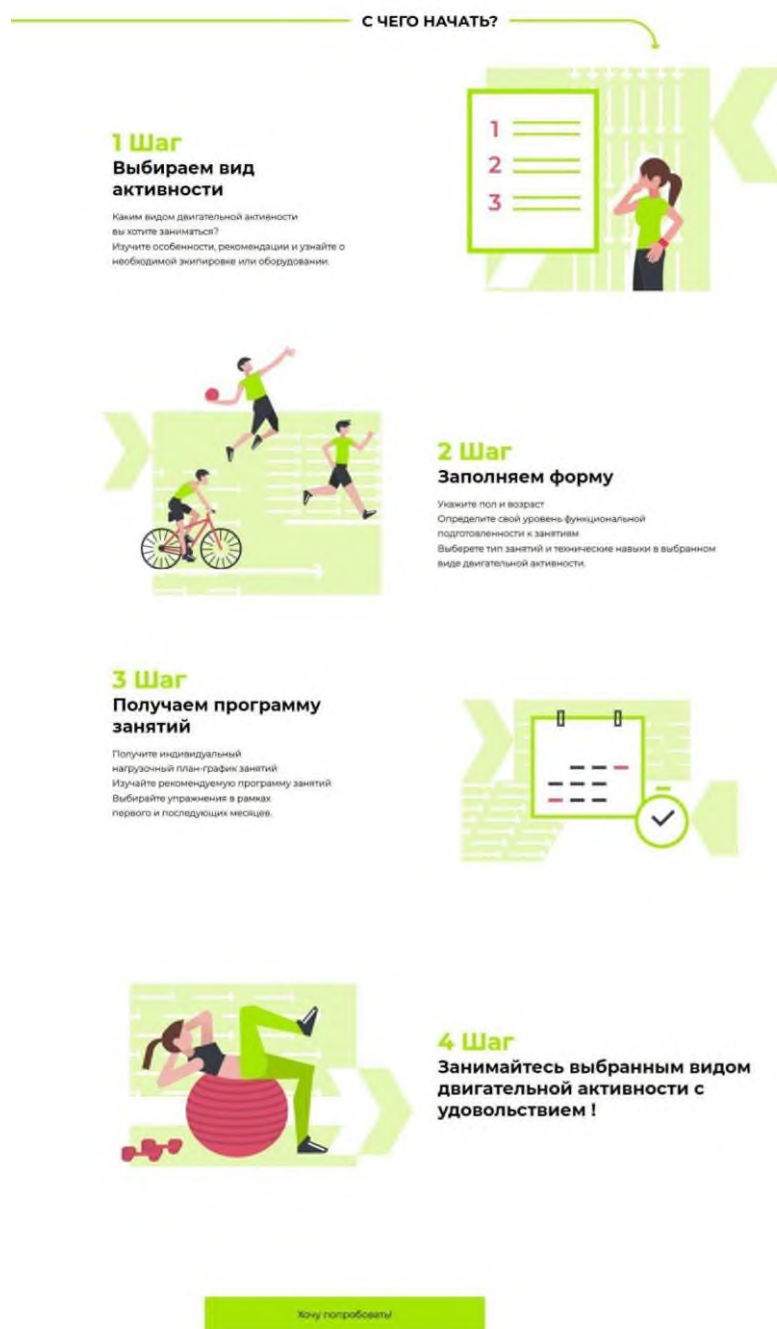 С ЧЕГО НАЧАТЬ?
1
2
3
1 Шаг
Выбираем вид
активности
Каким видом двигательной активности
вы хотите заниматься?
Изучите особенности, рекомендации и узнайте о
необходимой экипировке или оборудовании.
2 Шаг
Заполняем форму
Укажите пол и возраст
Определите свой уровень функциональной
подготовленности к занятиям
Выберете тип занятий и технические навыки в выбранном
виде двигательной активности.
3 Шаг
Получаем программу
занятий
Получите индивидуальный
нагрузочный план-график занятий
Изучайте рекомендуемую программу занятий
Выбирайте упражнения в рамках
первого и последующих месяцев.
4 Шаг
Занимайтесь выбранным видом
двигательной активности с
удовольствием !
Хочу попробовать!